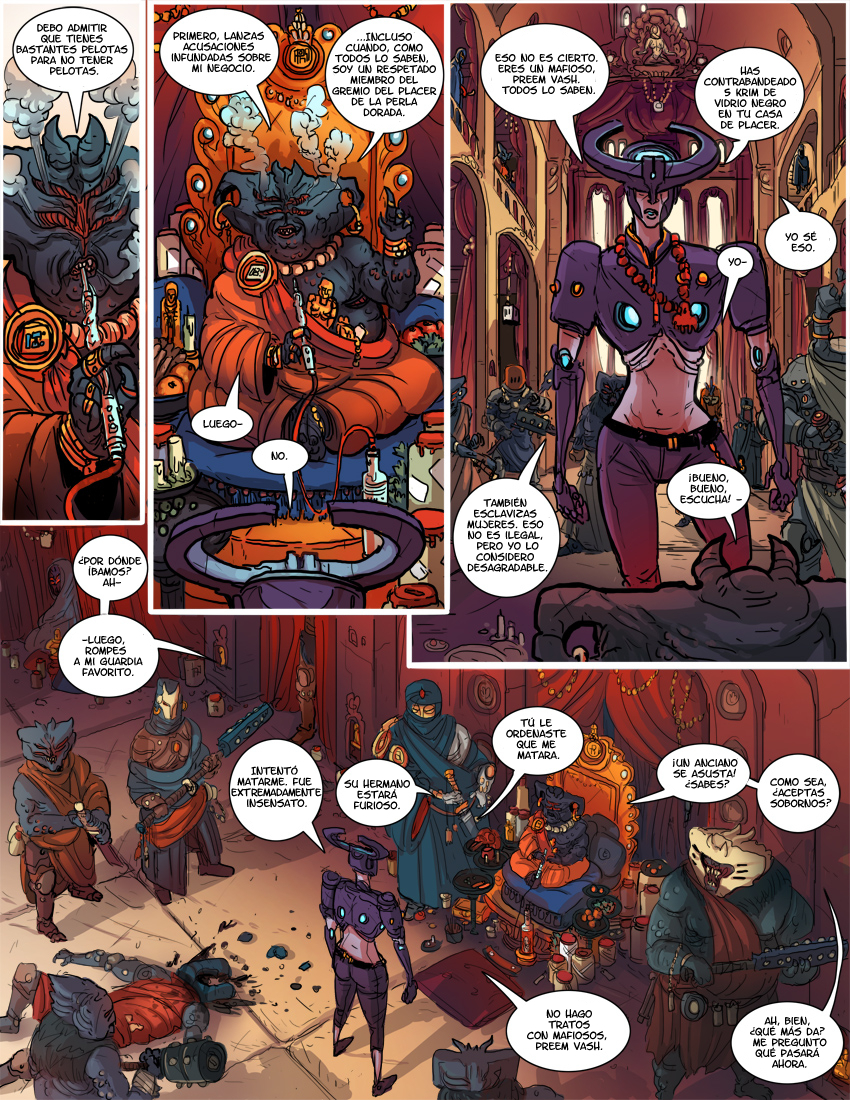 DEBO ADMITIR
QUE TIENES
BASTANTES PELOTAS
PARA NO TENER
PELOTAS.
PRIMERO, LANZAS
ACUSACIONES
INFUNDADAS SOBRE
MI NEGOCIO.
...INCLUSO
CUANDO, COMO
TODOS LO SABEN,
SOY UN RESPETADO
MIEMBRO DEL
GREMIO DEL PLACER
DE LA PERLA
DORADA.
LUEGO-
NO.
ESO NO ES CIERTO.
ERES UN MAFIOSO,
PREEM VASH.
TODOS LO SABEN.
HAS
CONTRABANDEADO
5 KRIM DE
VIDRIO NEGRO
EN TU CASA
DE PLACER.
YO SÉ
ESO.
YO-
TAMBIÉN
ESCLAVIZAS
MUJERES. ESO
NO ES ILEGAL,
PERO YO LO
CONSIDERO
DESAGRADABLE.
¡BUENO,
BUENO,
ESCUCHA! -
¿POR DÓNDE
ÍBAMOS?
AH-
-LUEGO,
ROMPES
A MI GUARDIA
FAVORITO.
INTENTÓ
MATARME. FUE
EXTREMADAMENTE
INSENSATO.
SU HERMANO
ESTARÁ
FURIOSO.
TÚ LE
ORDENASTE
QUE ME
MATARA.
¡UN ANCIANO
SE ASUSTA!
¿SABES?
COMO SEA,
¿ACEPTAS
SOBORNOS?
NO HAGO
TRATOS
CON MAFIOSOS,
PREEM VASH.
AH, BIEN,
¿QUÉ MÁS DA?
ME PREGUNTO
QUÉ PASARÁ
AHORA.